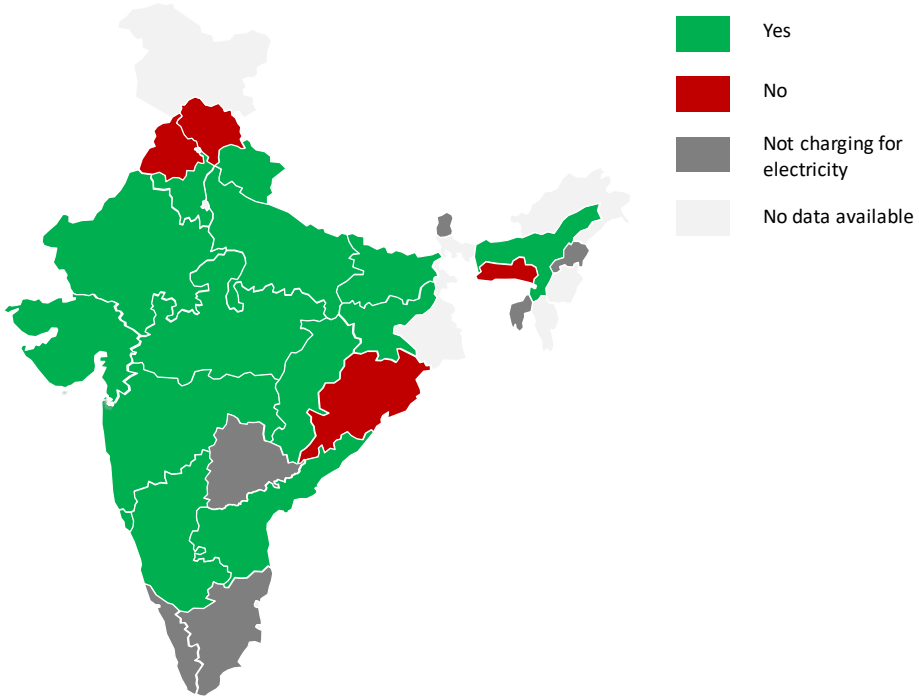 Yes
No
Not charging for
electricity
No data available